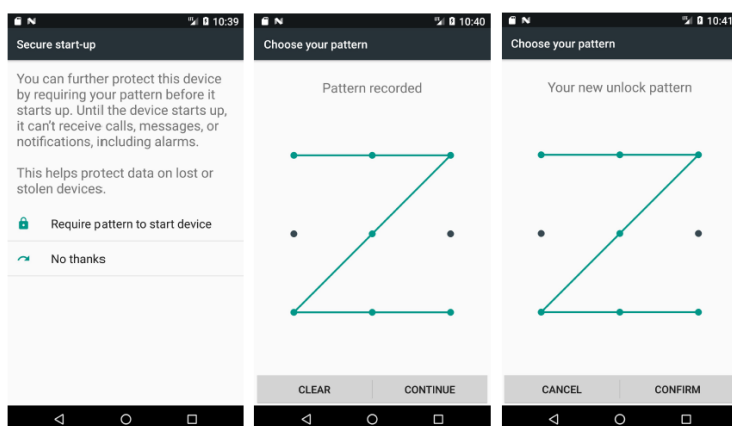 10:39
Secure start-up
You can further protect this device
by requiring your pattern before it
starts up. Until the device starts up,
it can't receive calls, messages, or
notifications, including alarms.
This helps protect data on lost or
stolen devices.
Require pattern to start device
No thanks
10:40
Choose your pattern
Pattern recorded
CLEAR CONTINUE
10:41
Choose your pattern
Your new unlock pattern
CANCEL CONFIRM